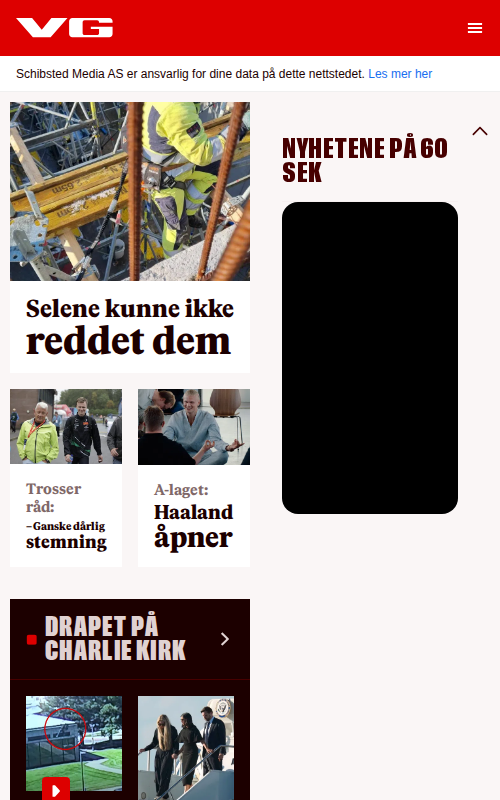 VG
Schibsted Media AS er ansvarlig for dine data på dette nettstedet. Les mer her
Selene kunne ikke
reddet dem
Trosser
råd:
– Ganske dårlig
stemning
A-laget:
Haaland
åpner
DRAPET PÅ
CHARLIE KIRK
NYHETENE PÅ 60
SEK